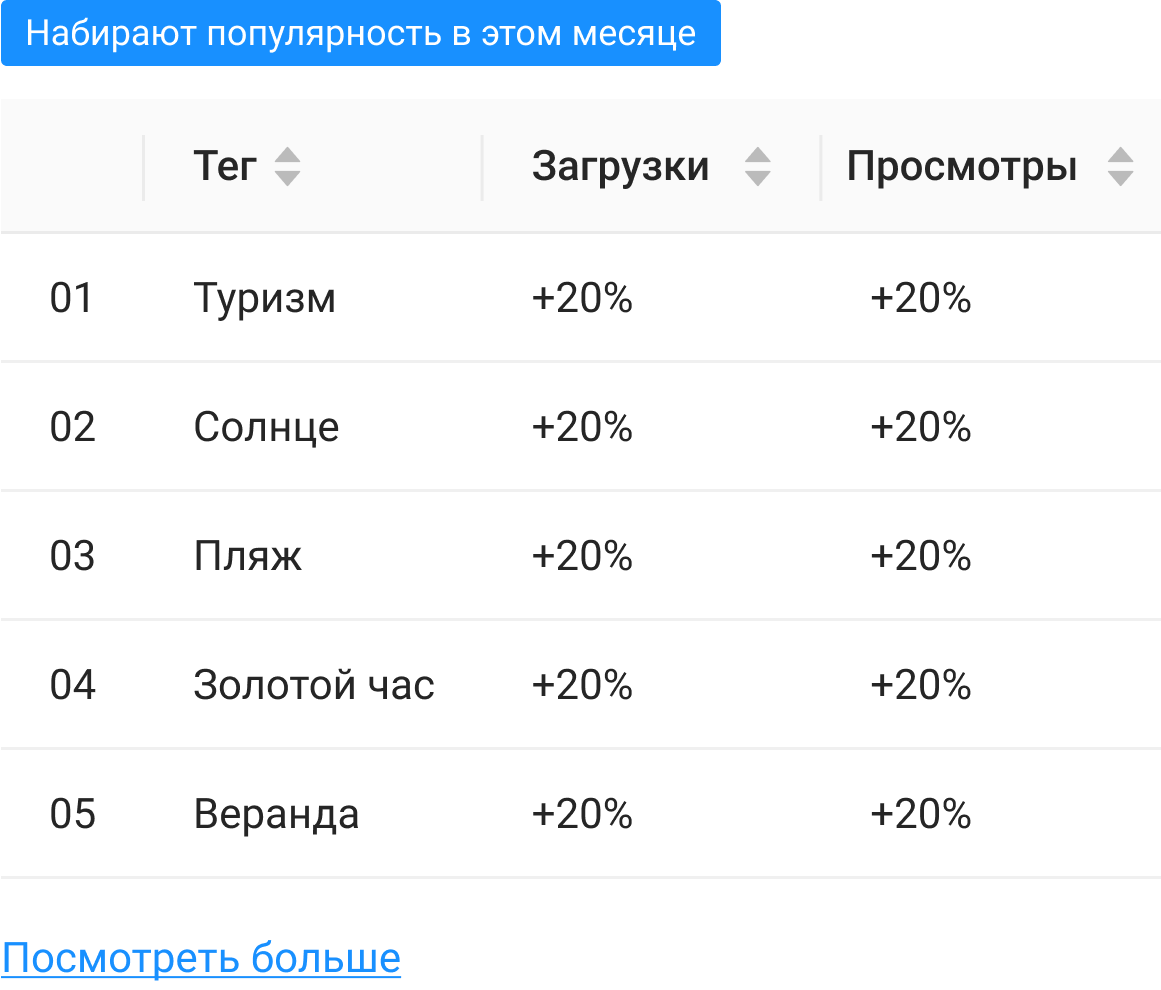 Набирают популярность в этом месяце
Тег Загрузки Просмотры
01 Туризм +20% +20%
02 Солнце +20% +20%
03 Пляж +20% +20%
04 Золотой час +20% +20%
05 Веранда +20% +20%
Посмотреть больше